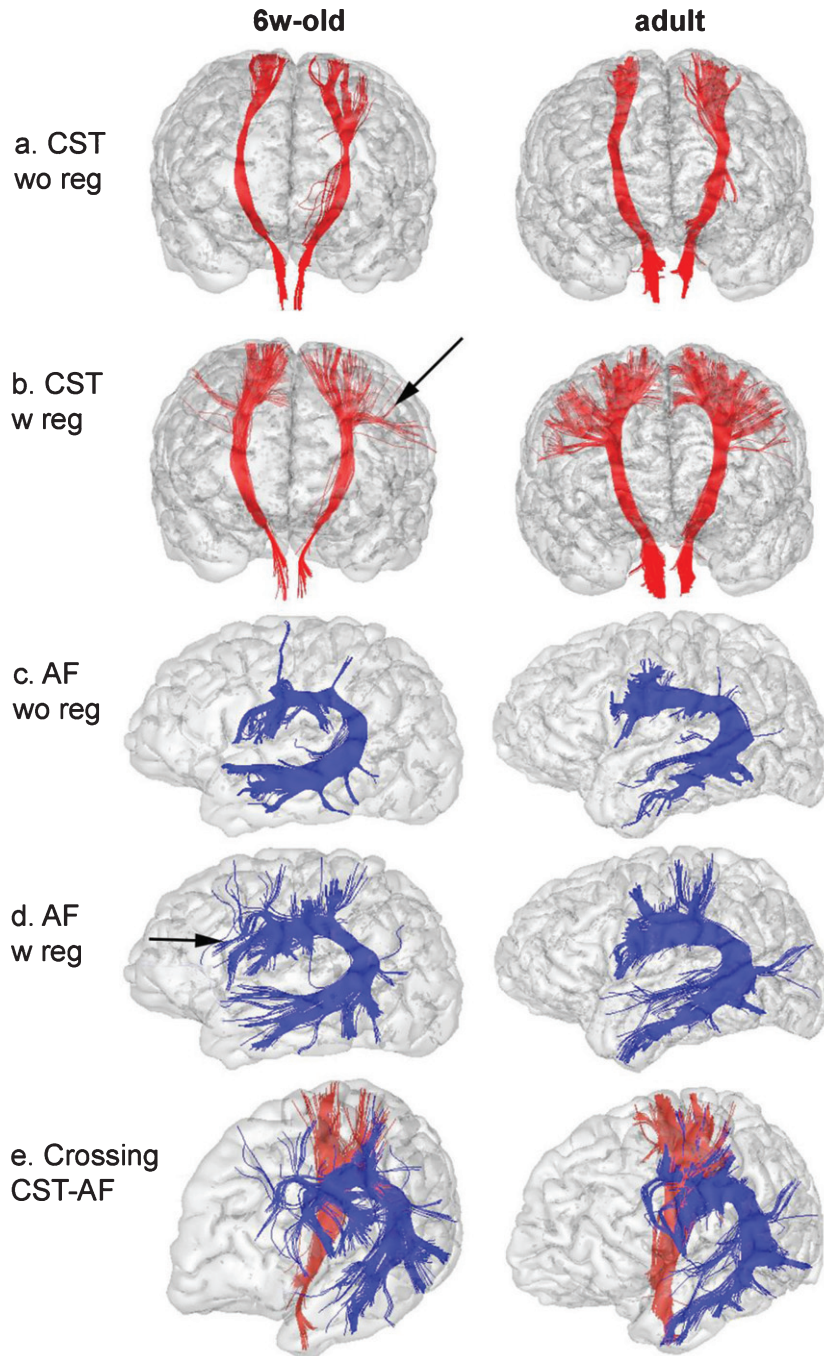 6w-old adult
a. CST
wo reg
b. CST
w reg
c. AF
wo reg
d. AF
w reg
e. Crossing
CST-AF